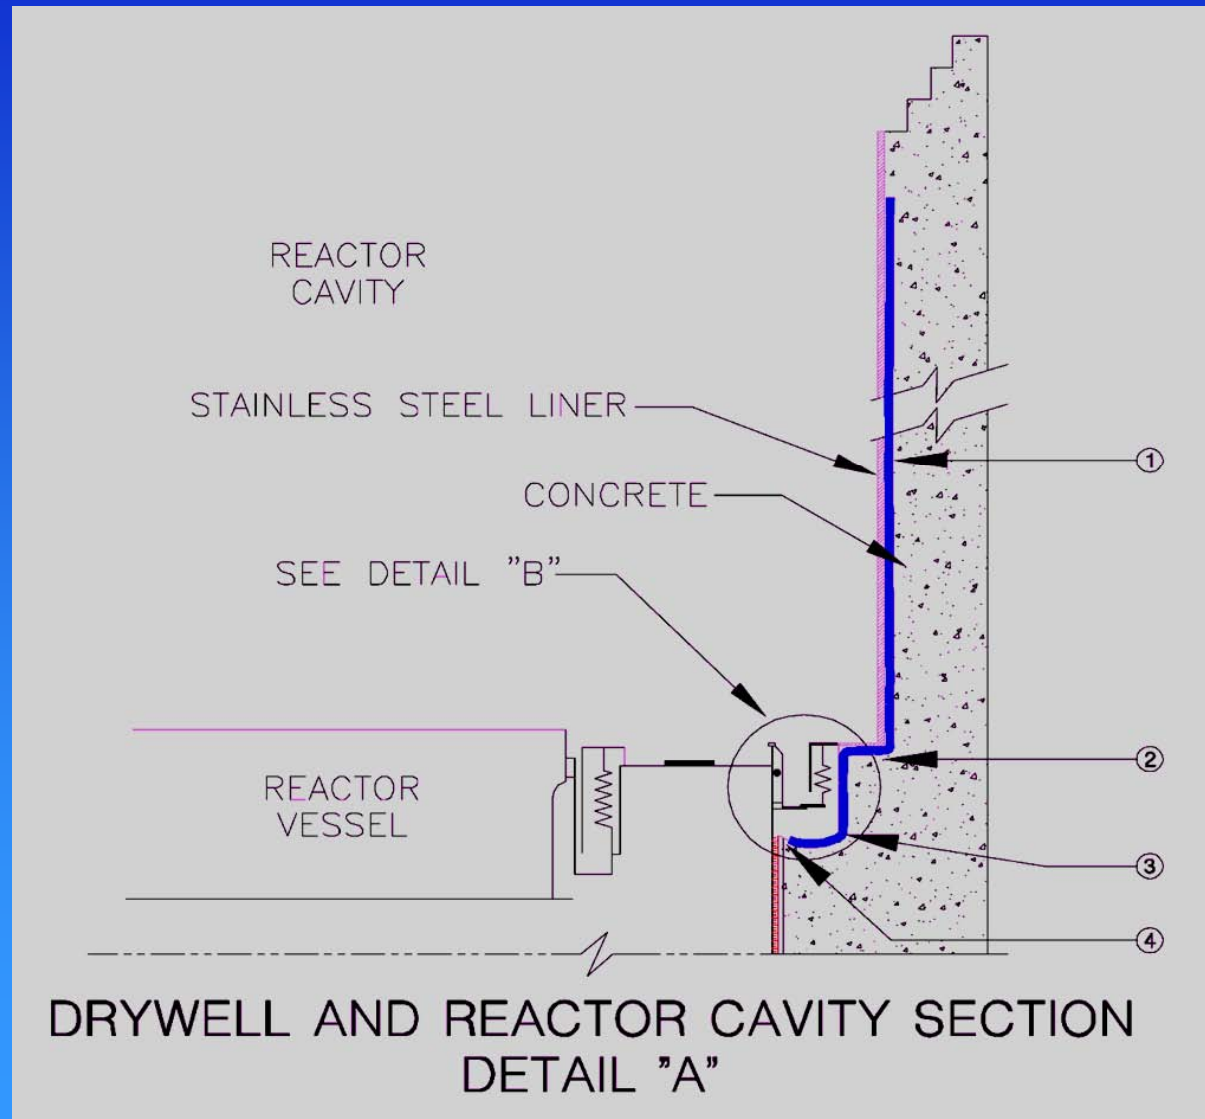 REACTOR
CAVITY
STAINLESS STEEL LINER
1
CONCRETE
SEE DETAIL "B"
2
REACTOR
VESSEL
3
4
DRYWELL AND REACTOR CAVITY SECTION
DETAIL "A"